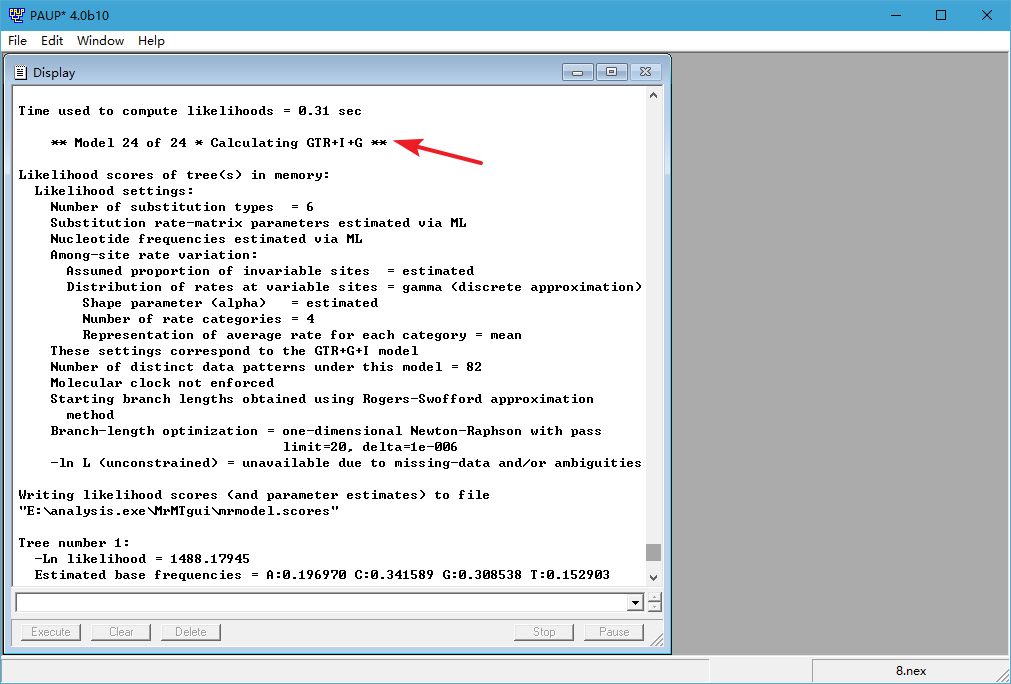 PAUP* 4.0b10
File Edit Window Help
Display
Time used to compute likelihoods = 0.31 sec
** Model 24 of 24 * Calculating GTR+I+G **
Likelihood scores of tree(s) in memory:
Likelihood settings:
Number of substitution types = 6
Substitution rate-matrix parameters estimated via ML
Nucleotide frequencies estimated via ML
Among-site rate variation:
Assumed proportion of invariable sites = estimated
Distribution of rates at variable sites = gamma (discrete approximation)
Shape parameter (alpha) = estimated
Number of rate categories = 4
Representation of average rate for each category = mean
These settings correspond to the GTR+G+I model
Number of distinct data patterns under this model = 82
Molecular clock not enforced
Starting branch lengths obtained using Rogers-Swofford approximation
method
Branch-length optimization = one-dimensional Newton-Raphson with pass
limit=20, delta=1e-006
-ln L (unconstrained) = unavailable due to missing-data and/or ambiguities
Writing likelihood scores (and parameter estimates) to file
"E:\analysis.exe\MrMTgui\mrmodel.scores"
Tree number 1:
-Ln likelihood = 1488.17945
Estimated base frequencies = A:0.196970 C:0.341589 G:0.308538 T:0.152903
Execute Clear Delete Stop Pause
8.nex